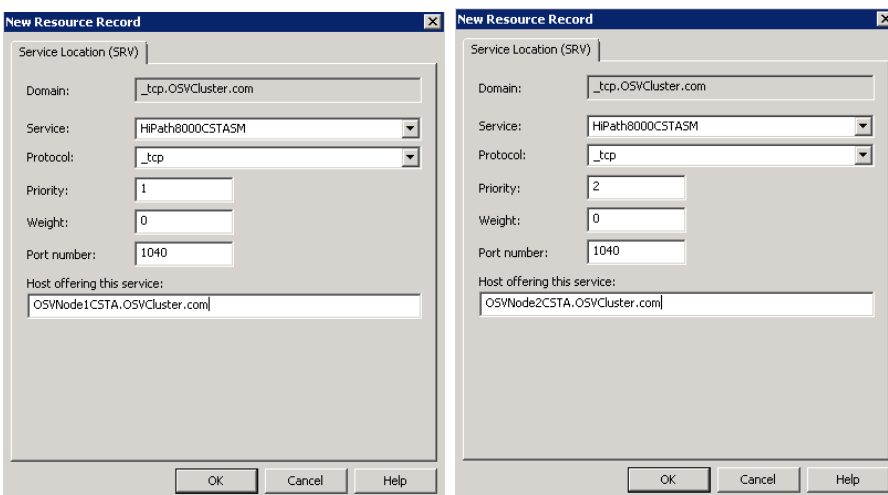 New Resource Record
Service Location (SRV)
Domain: _tcp.OSVCluster.com
Service: HiPath8000CSTASM
Protocol: _tcp
Priority: 1
Weight: 0
Port number: 1040
Host offering this service:
OSVNode1CSTA.OSVCluster.com
OK Cancel Help
New Resource Record
Service Location (SRV)
Domain: _tcp.OSVCluster.com
Service: HiPath8000CSTASM
Protocol: _tcp
Priority: 2
Weight: 0
Port number: 1040
Host offering this service:
OSVNode2CSTA.OSVCluster.com
OK Cancel Help